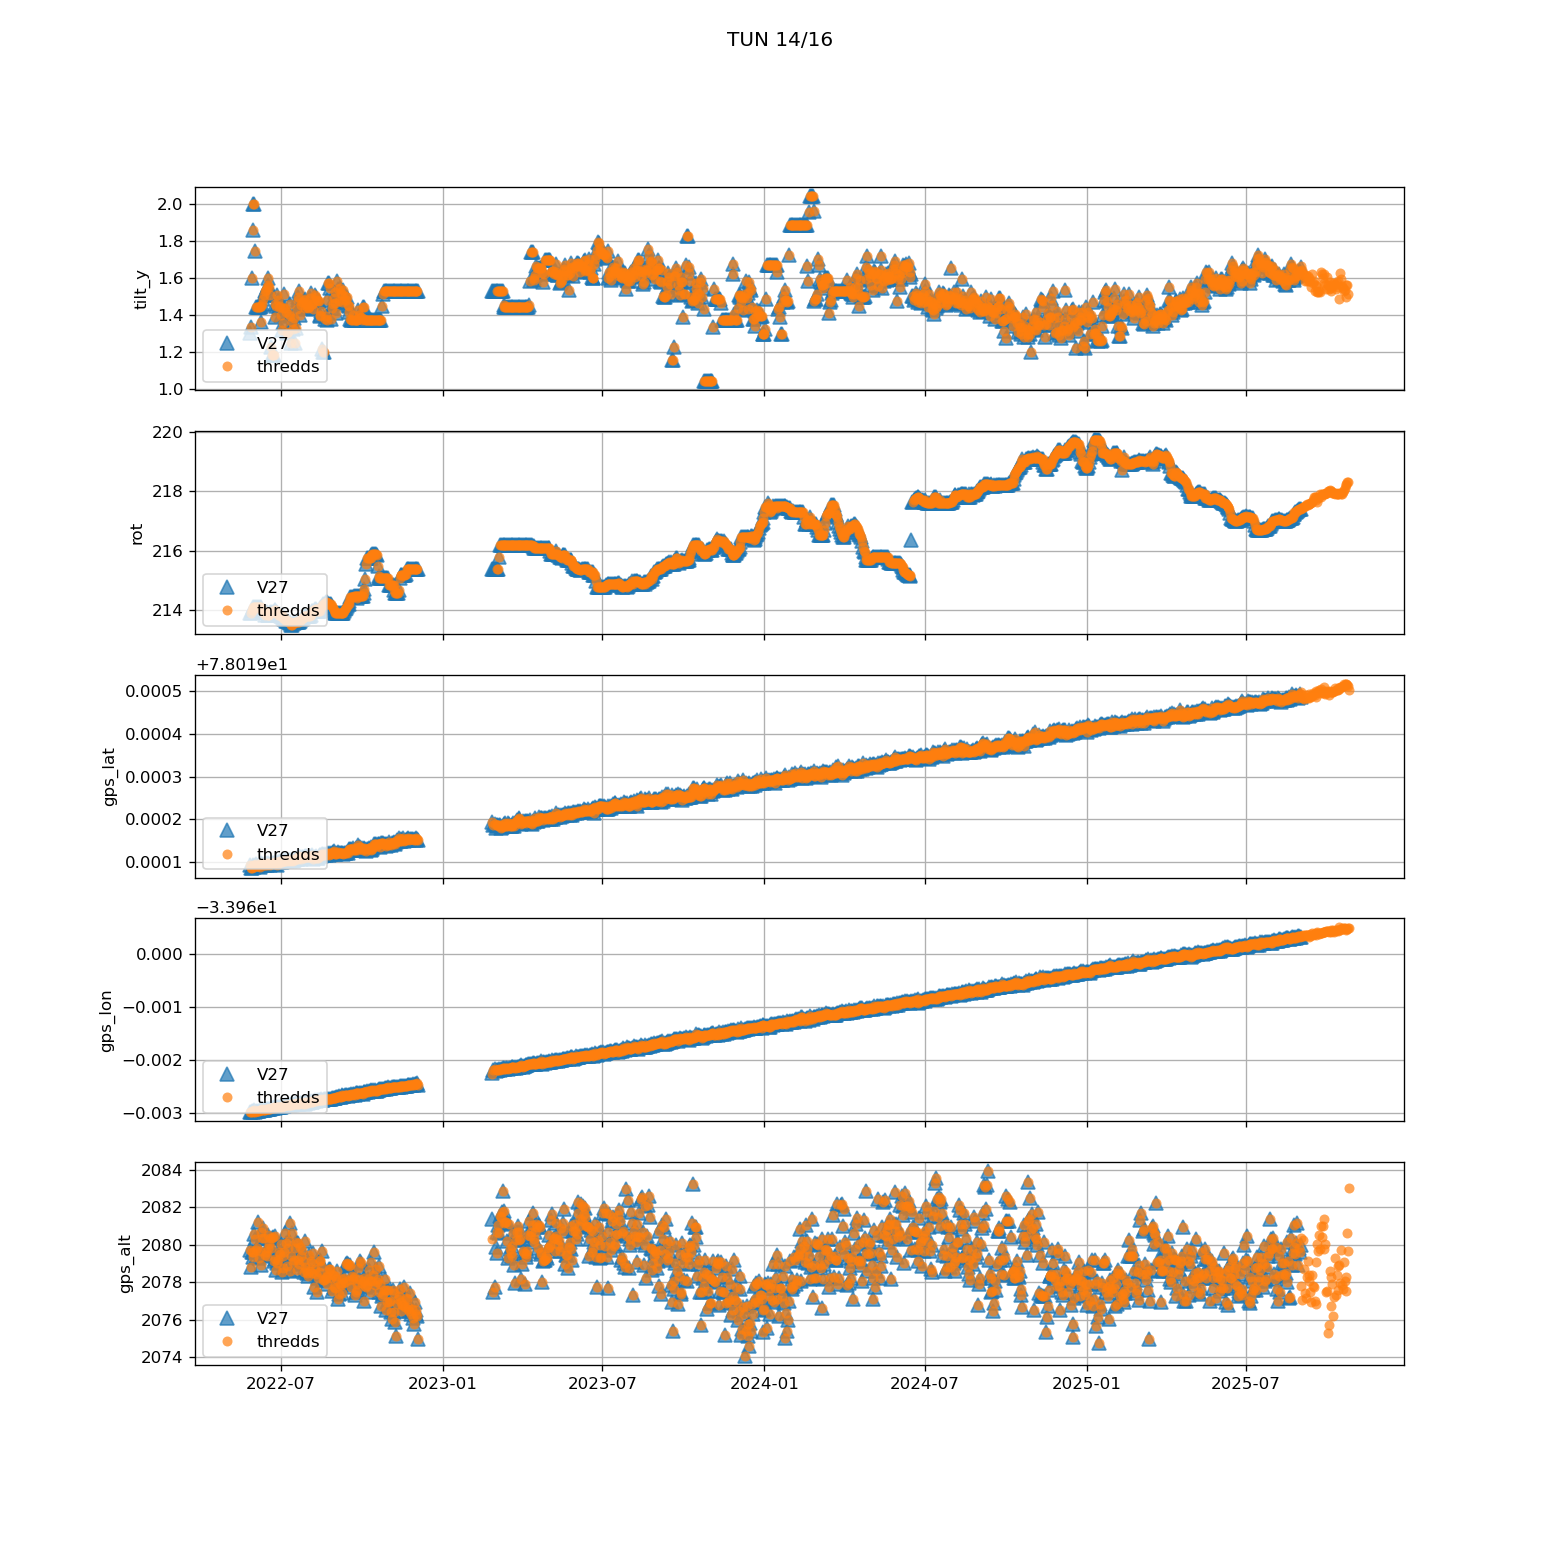 TUN 14/16
2.0
1.8
1.6
1.4
1.2
1.0
tilt_y
V27
thredds
220
218
216
214
rot
V27
thredds
+7.8019e1
0.0005
0.0004
0.0003
0.0002
0.0001
gps_lat
V27
thredds
−3.396e1
0.000
−0.001
−0.002
−0.003
gps_lon
V27
thredds
2084
2082
2080
2078
2076
2074
gps_alt
V27
thredds
2022-07 2023-01 2023-07 2024-01 2024-07 2025-01 2025-07